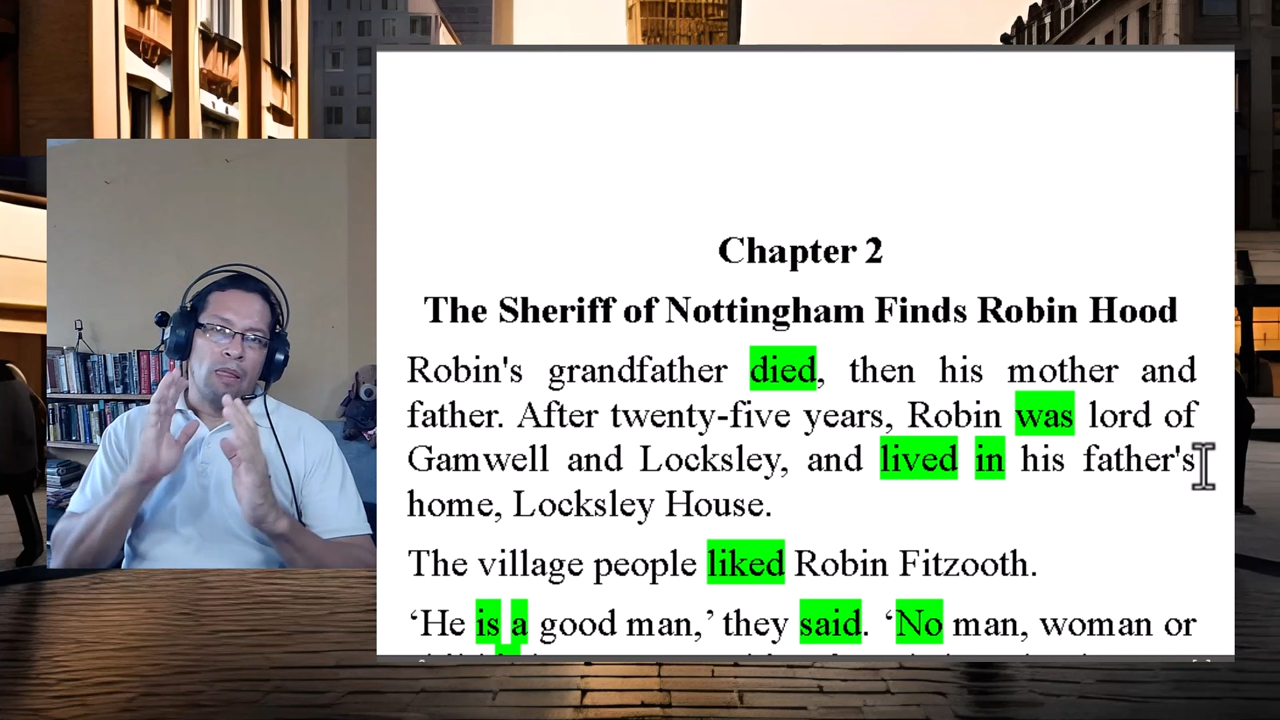 Chapter 2
The Sheriff of Nottingham Finds Robin Hood
Robin's grandfather died, then his mother and
father. After twenty-five years, Robin was lord of
Gamwell and Locksley, and lived in his father's
home, Locksley House.
The village people liked Robin Fitzooth.
‘He is a good man,’ they said. ‘No man, woman or